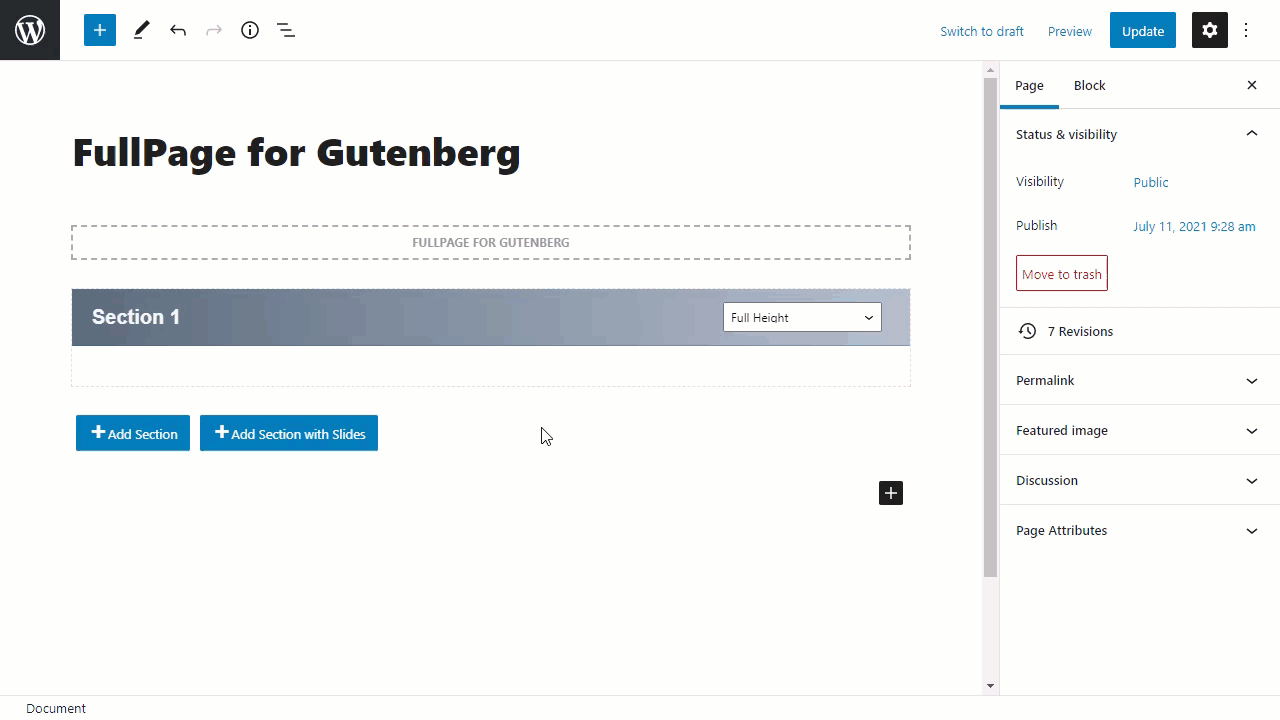 Switch to draft
Preview
Update
Page
Block
FullPage for Gutenberg
Status & visibility
Visibility
Public
Publish
July 11, 2021 9:28 am
Move to trash
FULLPAGE FOR GUTENBERG
Section 1
Full Height
7 Revisions
Permalink
Add Section
Add Section with Slides
Featured image
Discussion
Page Attributes
Document